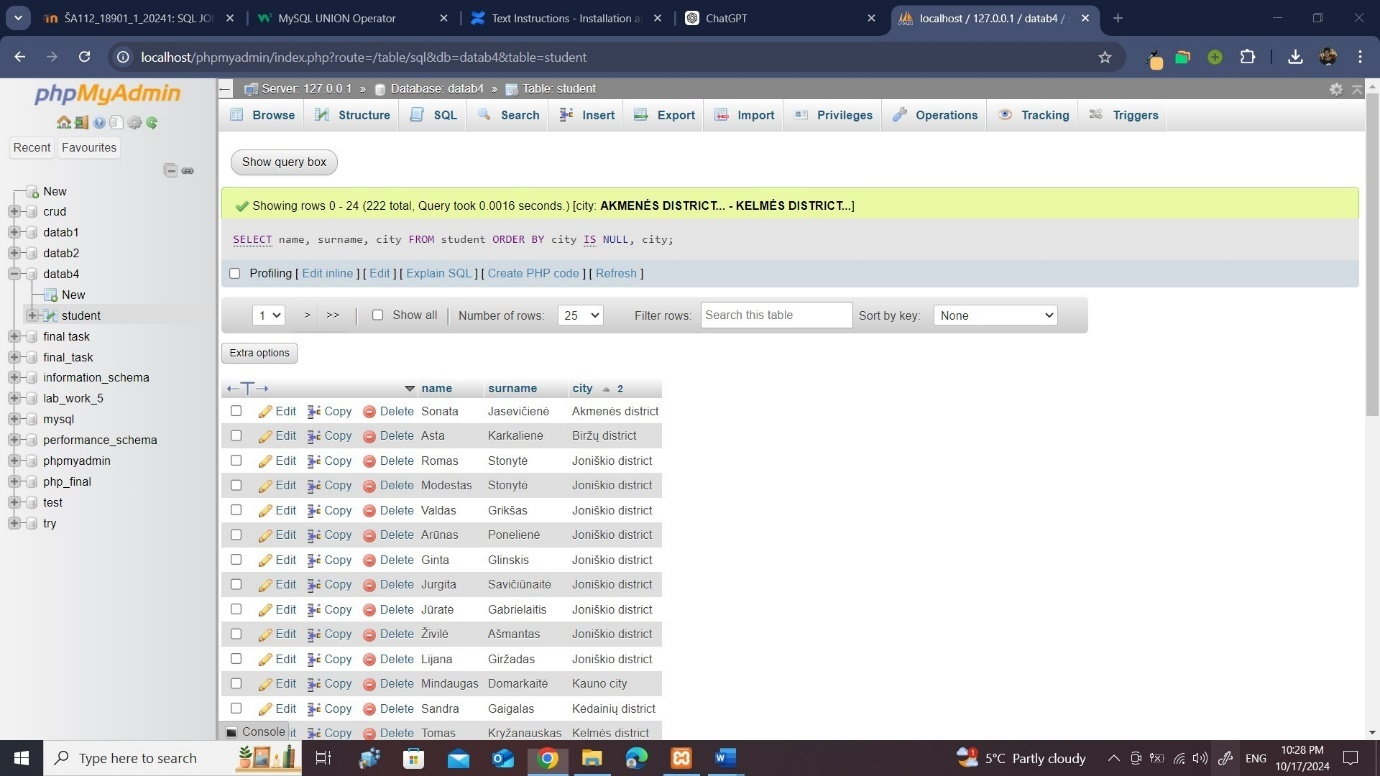 ŠA112_18901_1_20241: SQL JO
MySQL UNION Operator
Text Instructions - Installation a
ChatGPT
localhost / 127.0.0.1 / datab4 / s
localhost/phpmyadmin/index.php?route=/table/sql&db=datab4&table=student
phpMyAdmin
Recent Favourites
New
crud
datab1
datab2
datab4
New
student
final task
final_task
information_schema
lab_work_5
mysql
performance_schema
phpmyadmin
php_final
test
try
Server: 127.0.0.1 » Database: datab4 » Table: student
Browse Structure SQL Search Insert Export Import Privileges Operations Tracking Triggers
Show query box
Showing rows 0 - 24 (222 total, Query took 0.0016 seconds.) [city: AKMENĖS DISTRICT... - KELMĖS DISTRICT...]
SELECT name, surname, city FROM student ORDER BY city IS NULL, city;
Profiling [ Edit inline ] [ Edit ] [ Explain SQL ] [ Create PHP code ] [ Refresh ]
1 > >> Show all Number of rows: 25 Filter rows: Search this table Sort by key: None
Extra options
name surname city 2
Edit Copy Delete Sonata Jasevičienė Akmenės district
Edit Copy Delete Asta Karkalienė Biržų district
Edit Copy Delete Romas Stonytė Joniškio district
Edit Copy Delete Modestas Stonytė Joniškio district
Edit Copy Delete Valdas Grikšas Joniškio district
Edit Copy Delete Arūnas Ponelienė Joniškio district
Edit Copy Delete Ginta Glinskis Joniškio district
Edit Copy Delete Jurgita Savičiūnaitė Joniškio district
Edit Copy Delete Jūratė Gabrielaitis Joniškio district
Edit Copy Delete Živilė Ašmantas Joniškio district
Edit Copy Delete Lijana Giržadas Joniškio district
Edit Copy Delete Mindaugas Domarkaitė Kauno city
Edit Copy Delete Sandra Gaigalas Kėdainių district
Console it Copy Delete Tomas Kryžanauskas Kelmės district
Type here to search
5°C Partly cloudy
ENG
10:28 PM
10/17/2024